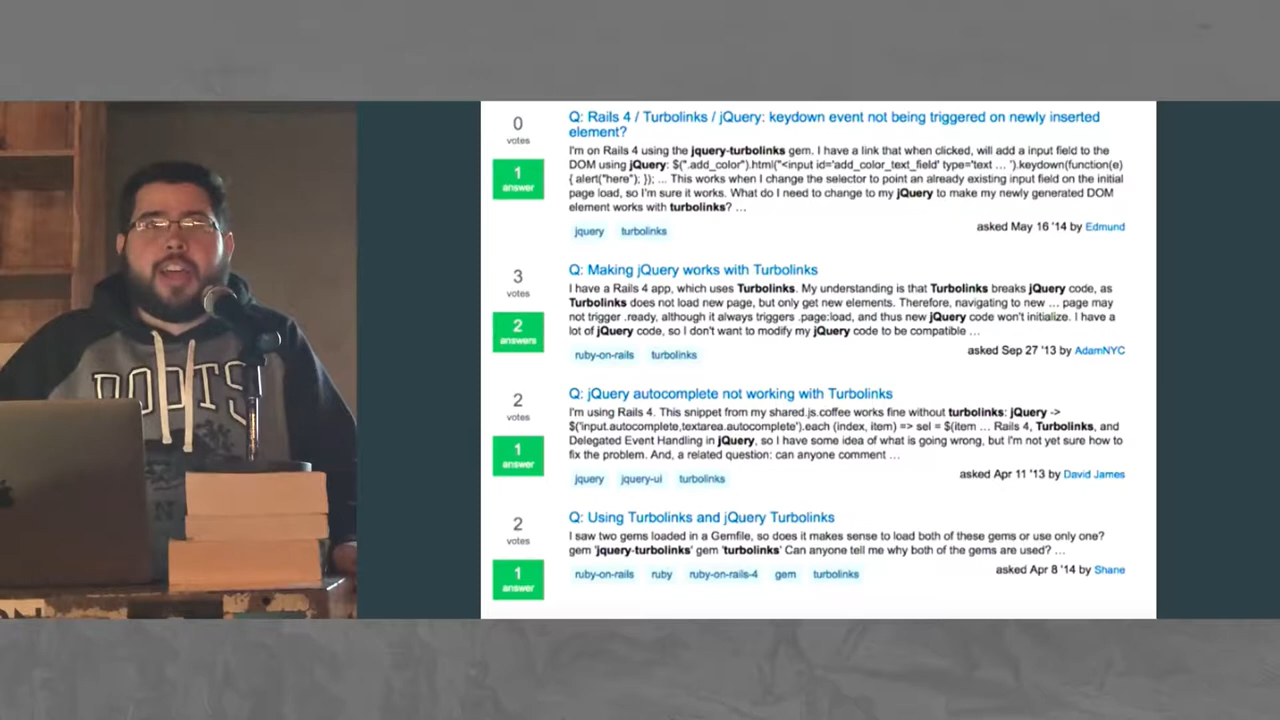 ROOTS
0
votes
1
answer
Q: Rails 4 / Turbolinks / jQuery: keydown event not being triggered on newly inserted
element?
I'm on Rails 4 using the jquery-turbolinks gem. I have a link that when clicked, will add a input field to the
DOM using jQuery: $(".add_color").html("<input id='add_color_text_field' type='text ... ').keydown(function(e)
{ alert("here"); }); ... This works when I change the selector to point an already existing input field on the initial
page load, so I'm sure it works. What do I need to change to my jQuery to make my newly generated DOM
element works with turbolinks? ...
jquery turbolinks
asked May 16 '14 by Edmund
3
votes
2
answers
Q: Making jQuery works with Turbolinks
I have a Rails 4 app, which uses Turbolinks. My understanding is that Turbolinks breaks jQuery code, as
Turbolinks does not load new page, but only get new elements. Therefore, navigating to new ... page may
not trigger .ready, although it always triggers .page:load, and thus new jQuery code won't initialize. I have a
lot of jQuery code, so I don't want to modify my jQuery code to be compatible ...
ruby-on-rails turbolinks
asked Sep 27 '13 by AdamNYC
2
votes
1
answer
Q: jQuery autocomplete not working with Turbolinks
I'm using Rails 4. This snippet from my shared.js.coffee works fine without turbolinks: jQuery ->
$('input.autocomplete,textarea.autocomplete').each (index, item) => sel = $(item ... Rails 4, Turbolinks, and
Delegated Event Handling in jQuery, so I have some idea of what is going wrong, but I'm not yet sure how to
fix the problem. And, a related question: can anyone comment ...
jquery jquery-ui turbolinks
asked Apr 11 '13 by David James
2
votes
1
answer
Q: Using Turbolinks and jQuery Turbolinks
I saw two gems loaded in a Gemfile, so does it makes sense to load both of these gems or use only one?
gem 'jquery-turbolinks' gem 'turbolinks' Can anyone tell me why both of the gems are used? ...
ruby-on-rails ruby ruby-on-rails-4 gem turbolinks
asked Apr 8 '14 by Shane